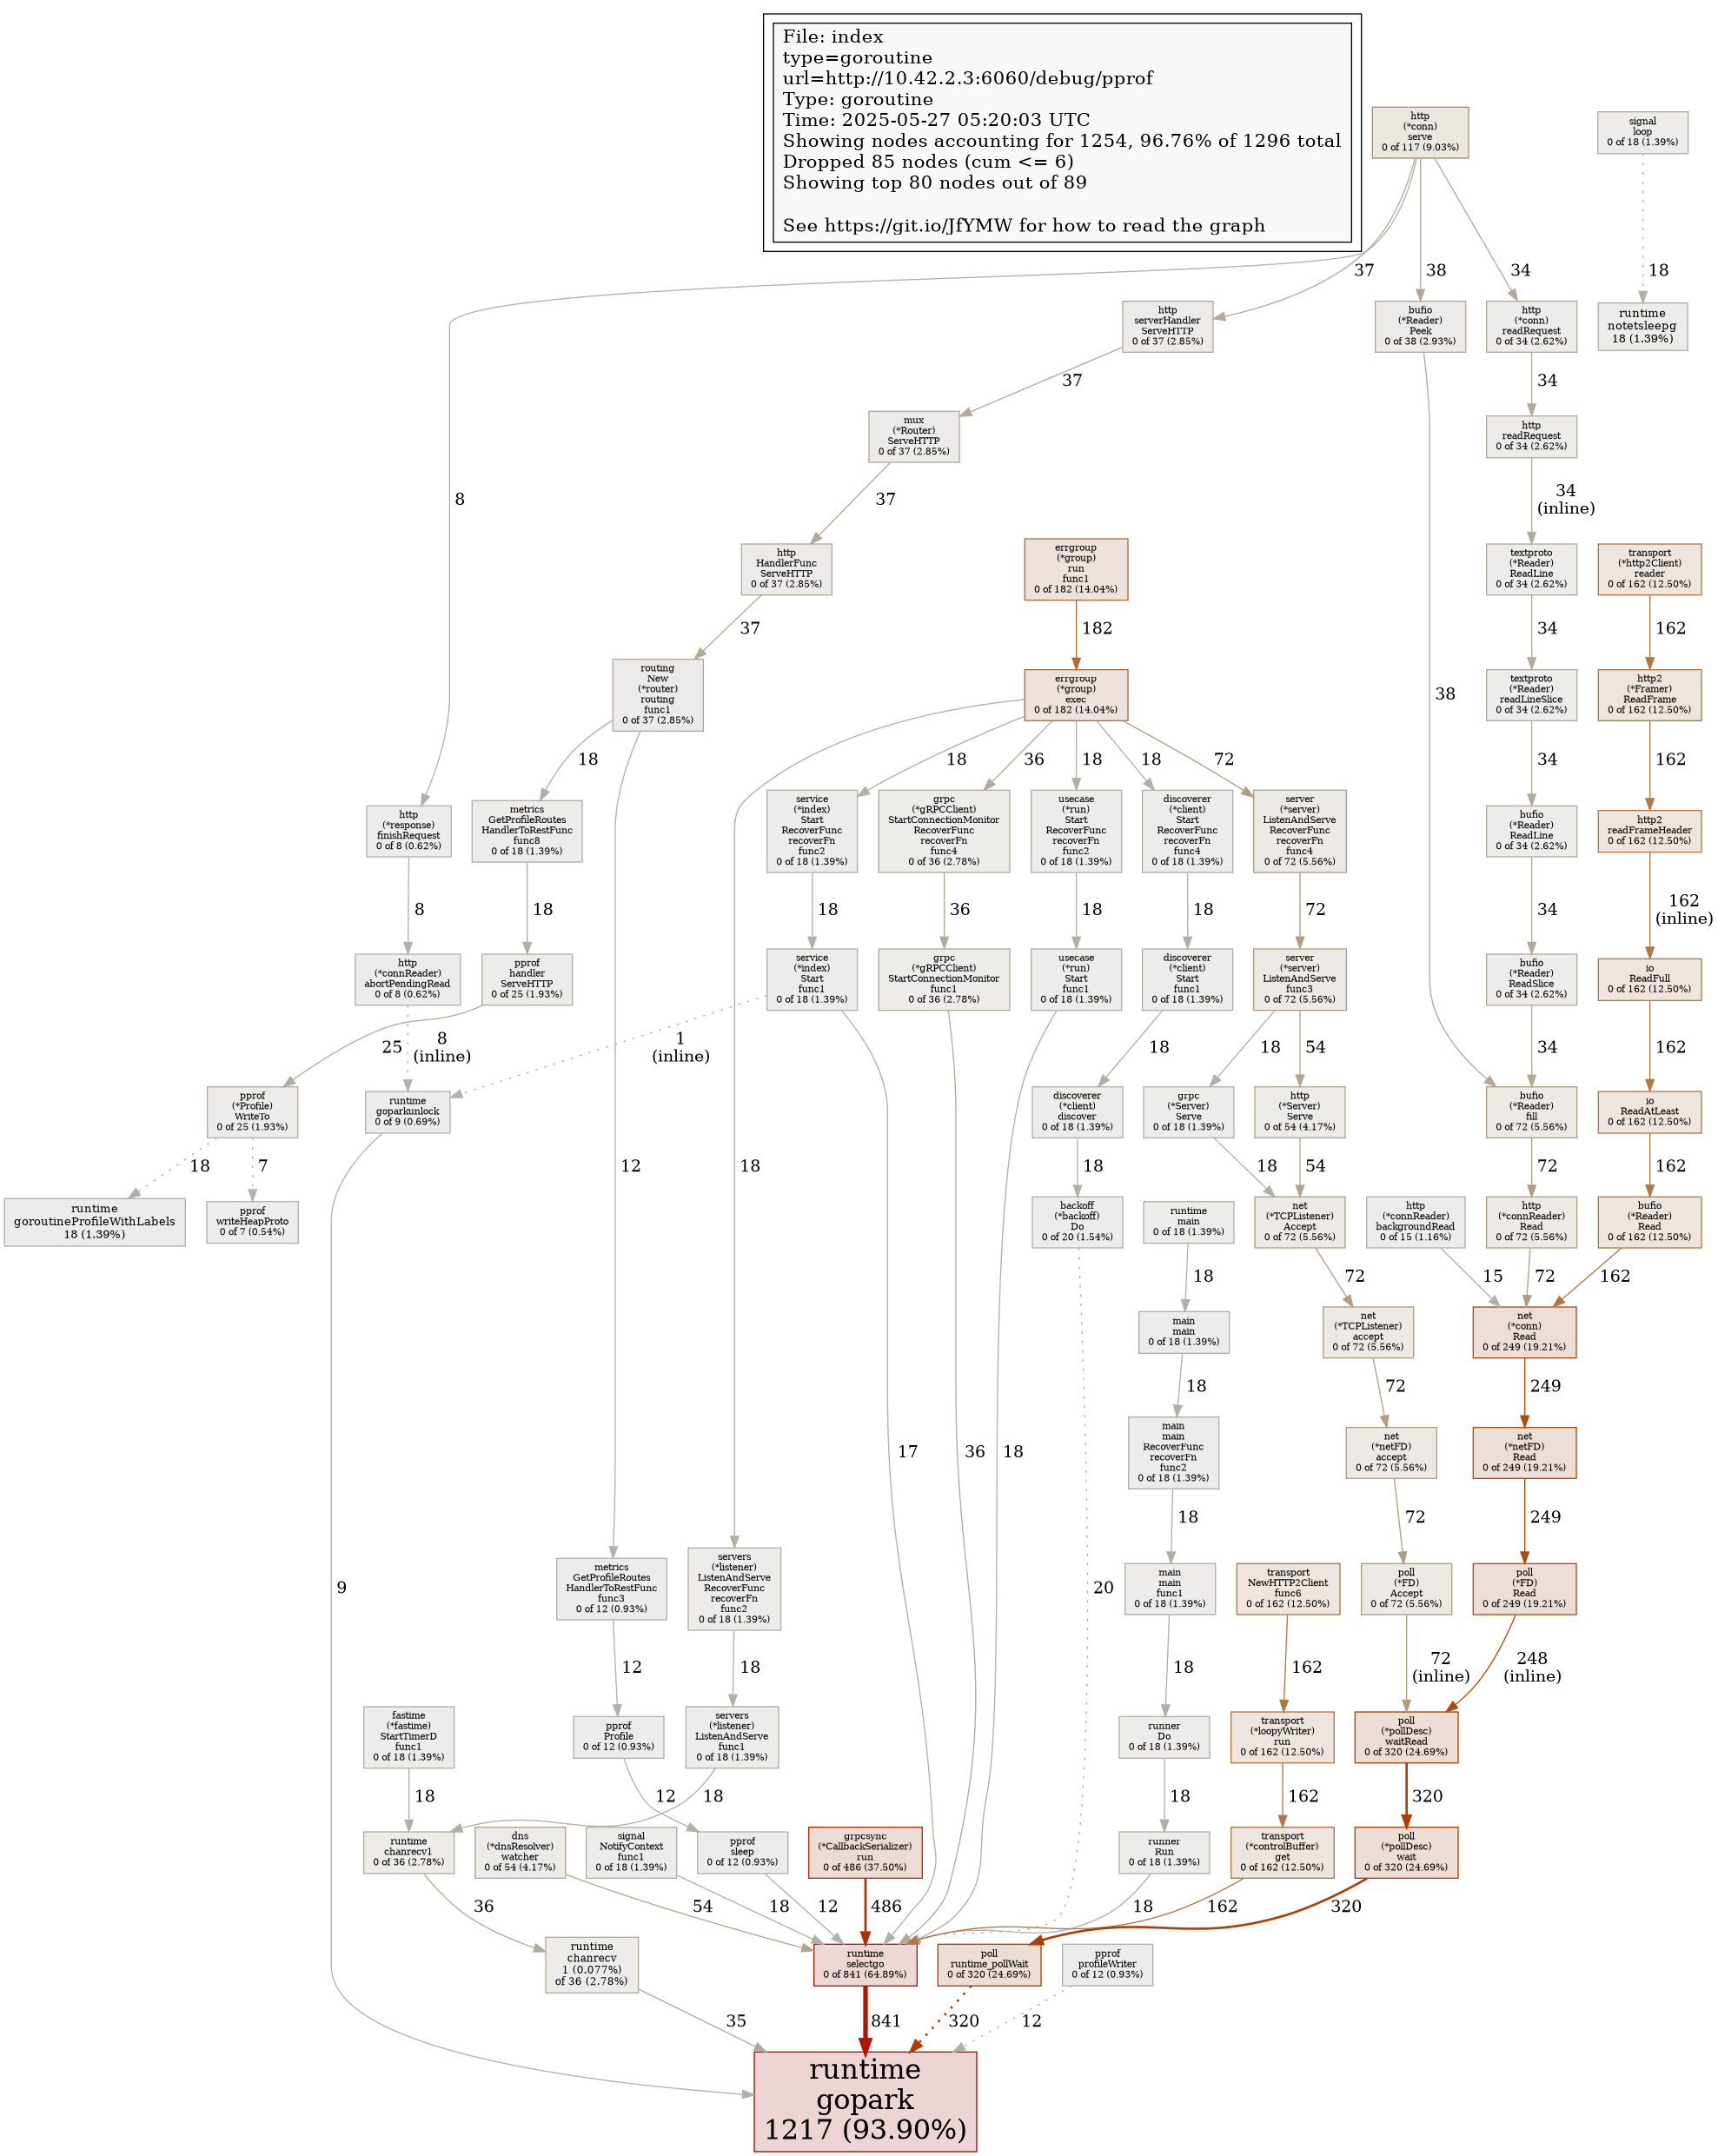 File: index
type=goroutine
url=http://10.42.2.3:6060/debug/pprof
Type: goroutine
Time: 2025-05-27 05:20:03 UTC
Showing nodes accounting for 1254, 96.76% of 1296 total
Dropped 85 nodes (cum <= 6)
Showing top 80 nodes out of 89
See https://git.io/JfYMW for how to read the graph
http
(*conn)
serve
0 of 117 (9.03%)
signal
loop
0 of 18 (1.39%)
37
38
34
18
http
serverHandler
ServeHTTP
0 of 37 (2.85%)
bufio
(*Reader)
Peek
0 of 38 (2.93%)
http
(*conn)
readRequest
0 of 34 (2.62%)
runtime
notetsleepg
18 (1.39%)
37
34
mux
(*Router)
ServeHTTP
0 of 37 (2.85%)
http
readRequest
0 of 34 (2.62%)
8
37
34
(inline)
http
HandlerFunc
ServeHTTP
0 of 37 (2.85%)
errgroup
(*group)
run
func1
0 of 182 (14.04%)
textproto
(*Reader)
ReadLine
0 of 34 (2.62%)
transport
(*http2Client)
reader
0 of 162 (12.50%)
37
182
34
162
routing
New
(*router)
routing
func1
0 of 37 (2.85%)
errgroup
(*group)
exec
0 of 182 (14.04%)
38
textproto
(*Reader)
readLineSlice
0 of 34 (2.62%)
http2
(*Framer)
ReadFrame
0 of 162 (12.50%)
18
18
36
18
18
72
34
162
http
(*response)
finishRequest
0 of 8 (0.62%)
metrics
GetProfileRoutes
HandlerToRestFunc
func8
0 of 18 (1.39%)
service
(*index)
Start
RecoverFunc
recoverFn
func2
0 of 18 (1.39%)
grpc
(*gRPCClient)
StartConnectionMonitor
RecoverFunc
recoverFn
func4
0 of 36 (2.78%)
usecase
(*run)
Start
RecoverFunc
recoverFn
func2
0 of 18 (1.39%)
discoverer
(*client)
Start
RecoverFunc
recoverFn
func4
0 of 18 (1.39%)
server
(*server)
ListenAndServe
RecoverFunc
recoverFn
func4
0 of 72 (5.56%)
bufio
(*Reader)
ReadLine
0 of 34 (2.62%)
http2
readFrameHeader
0 of 162 (12.50%)
8
18
18
36
18
18
72
34
162
(inline)
http
(*connReader)
abortPendingRead
0 of 8 (0.62%)
pprof
handler
ServeHTTP
0 of 25 (1.93%)
service
(*index)
Start
func1
0 of 18 (1.39%)
grpc
(*gRPCClient)
StartConnectionMonitor
func1
0 of 36 (2.78%)
usecase
(*run)
Start
func1
0 of 18 (1.39%)
discoverer
(*client)
Start
func1
0 of 18 (1.39%)
server
(*server)
ListenAndServe
func3
0 of 72 (5.56%)
bufio
(*Reader)
ReadSlice
0 of 34 (2.62%)
io
ReadFull
0 of 162 (12.50%)
25
8
(inline)
1
(inline)
18
18
54
34
162
pprof
(*Profile)
WriteTo
0 of 25 (1.93%)
runtime
goparkunlock
0 of 9 (0.69%)
discoverer
(*client)
discover
0 of 18 (1.39%)
grpc
(*Server)
Serve
0 of 18 (1.39%)
http
(*Server)
Serve
0 of 54 (4.17%)
bufio
(*Reader)
fill
0 of 72 (5.56%)
io
ReadAtLeast
0 of 162 (12.50%)
18
7
12
18
18
18
54
72
162
runtime
goroutineProfileWithLabels
18 (1.39%)
pprof
writeHeapProto
0 of 7 (0.54%)
backoff
(*backoff)
Do
0 of 20 (1.54%)
runtime
main
0 of 18 (1.39%)
net
(*TCPListener)
Accept
0 of 72 (5.56%)
http
(*connReader)
backgroundRead
0 of 15 (1.16%)
http
(*connReader)
Read
0 of 72 (5.56%)
bufio
(*Reader)
Read
0 of 162 (12.50%)
18
72
15
72
162
main
main
0 of 18 (1.39%)
net
(*TCPListener)
accept
0 of 72 (5.56%)
net
(*conn)
Read
0 of 249 (19.21%)
18
72
249
17
36
18
main
main
RecoverFunc
recoverFn
func2
0 of 18 (1.39%)
net
(*netFD)
accept
0 of 72 (5.56%)
net
(*netFD)
Read
0 of 249 (19.21%)
18
72
249
9
metrics
GetProfileRoutes
HandlerToRestFunc
func3
0 of 12 (0.93%)
servers
(*listener)
ListenAndServe
RecoverFunc
recoverFn
func2
0 of 18 (1.39%)
20
main
main
func1
0 of 18 (1.39%)
transport
NewHTTP2Client
func6
0 of 162 (12.50%)
poll
(*FD)
Accept
0 of 72 (5.56%)
poll
(*FD)
Read
0 of 249 (19.21%)
12
18
18
162
72
(inline)
248
(inline)
fastime
(*fastime)
StartTimerD
func1
0 of 18 (1.39%)
pprof
Profile
0 of 12 (0.93%)
servers
(*listener)
ListenAndServe
func1
0 of 18 (1.39%)
runner
Do
0 of 18 (1.39%)
transport
(*loopyWriter)
run
0 of 162 (12.50%)
poll
(*pollDesc)
waitRead
0 of 320 (24.69%)
18
12
18
18
162
320
runtime
chanrecv1
0 of 36 (2.78%)
dns
(*dnsResolver)
watcher
0 of 54 (4.17%)
signal
NotifyContext
func1
0 of 18 (1.39%)
pprof
sleep
0 of 12 (0.93%)
grpcsync
(*CallbackSerializer)
run
0 of 486 (37.50%)
runner
Run
0 of 18 (1.39%)
transport
(*controlBuffer)
get
0 of 162 (12.50%)
poll
(*pollDesc)
wait
0 of 320 (24.69%)
36
54
18
12
486
18
162
320
runtime
chanrecv
1 (0.077%)
of 36 (2.78%)
runtime
selectgo
0 of 841 (64.89%)
poll
runtime_pollWait
0 of 320 (24.69%)
pprof
profileWriter
0 of 12 (0.93%)
35
841
320
12
runtime
gopark
1217 (93.90%)